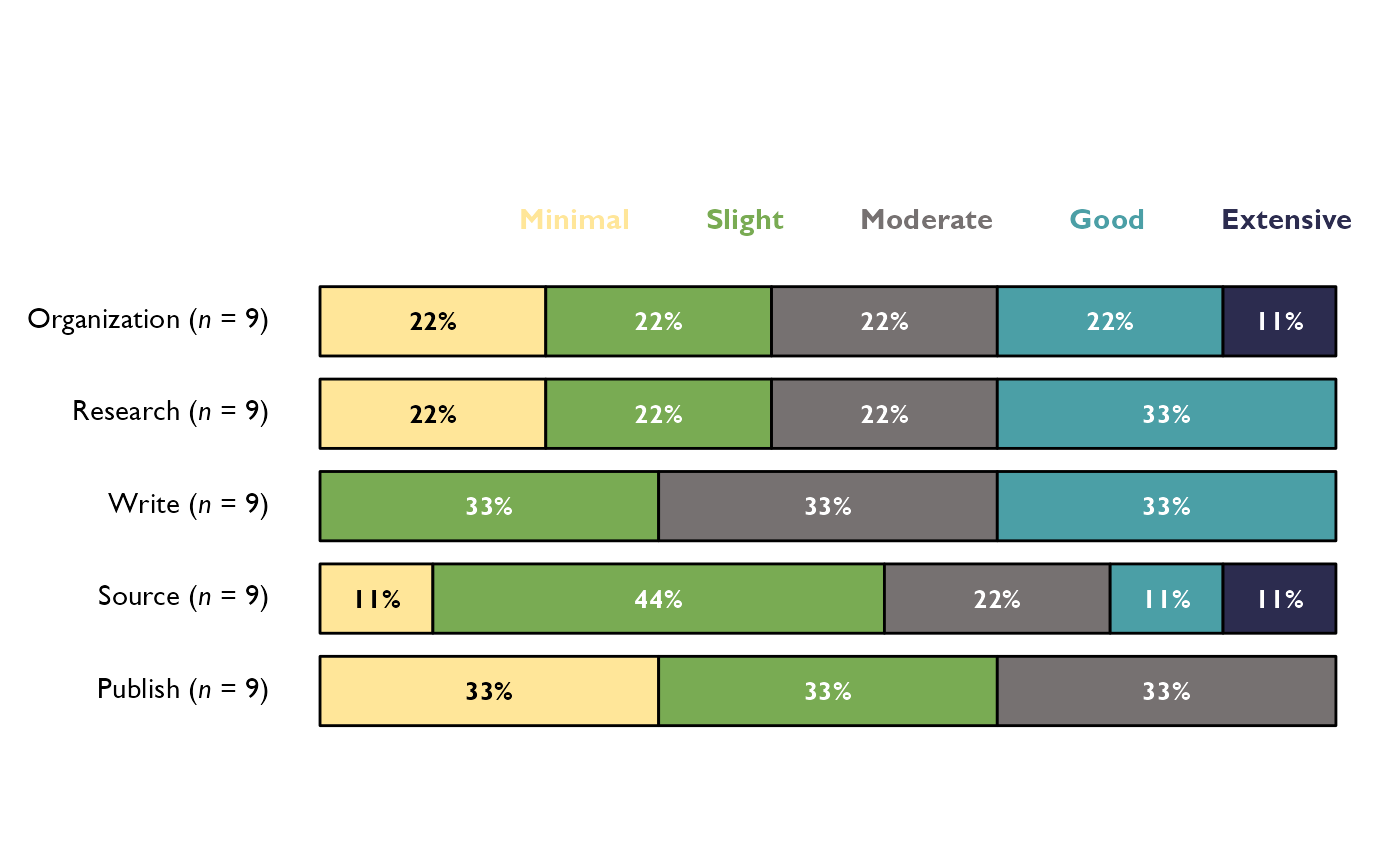 Minimal Slight Moderate Good Extensive
Organization (n = 9) 22% 22% 22% 22% 11%
Research (n = 9) 22% 22% 22% 33%
Write (n = 9) 33% 33% 33%
Source (n = 9) 11% 44% 22% 11% 11%
Publish (n = 9) 33% 33% 33%